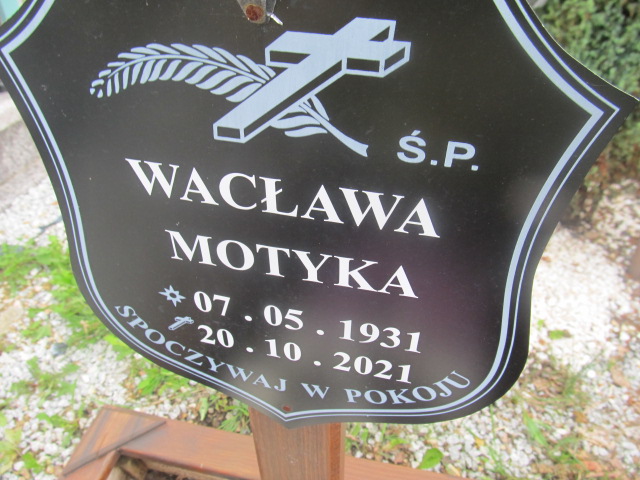 Ś.P.
WACŁAWA
MOTYKA
07.05.1931
20.10.2021
SPOCZYWAJ W POKOJU